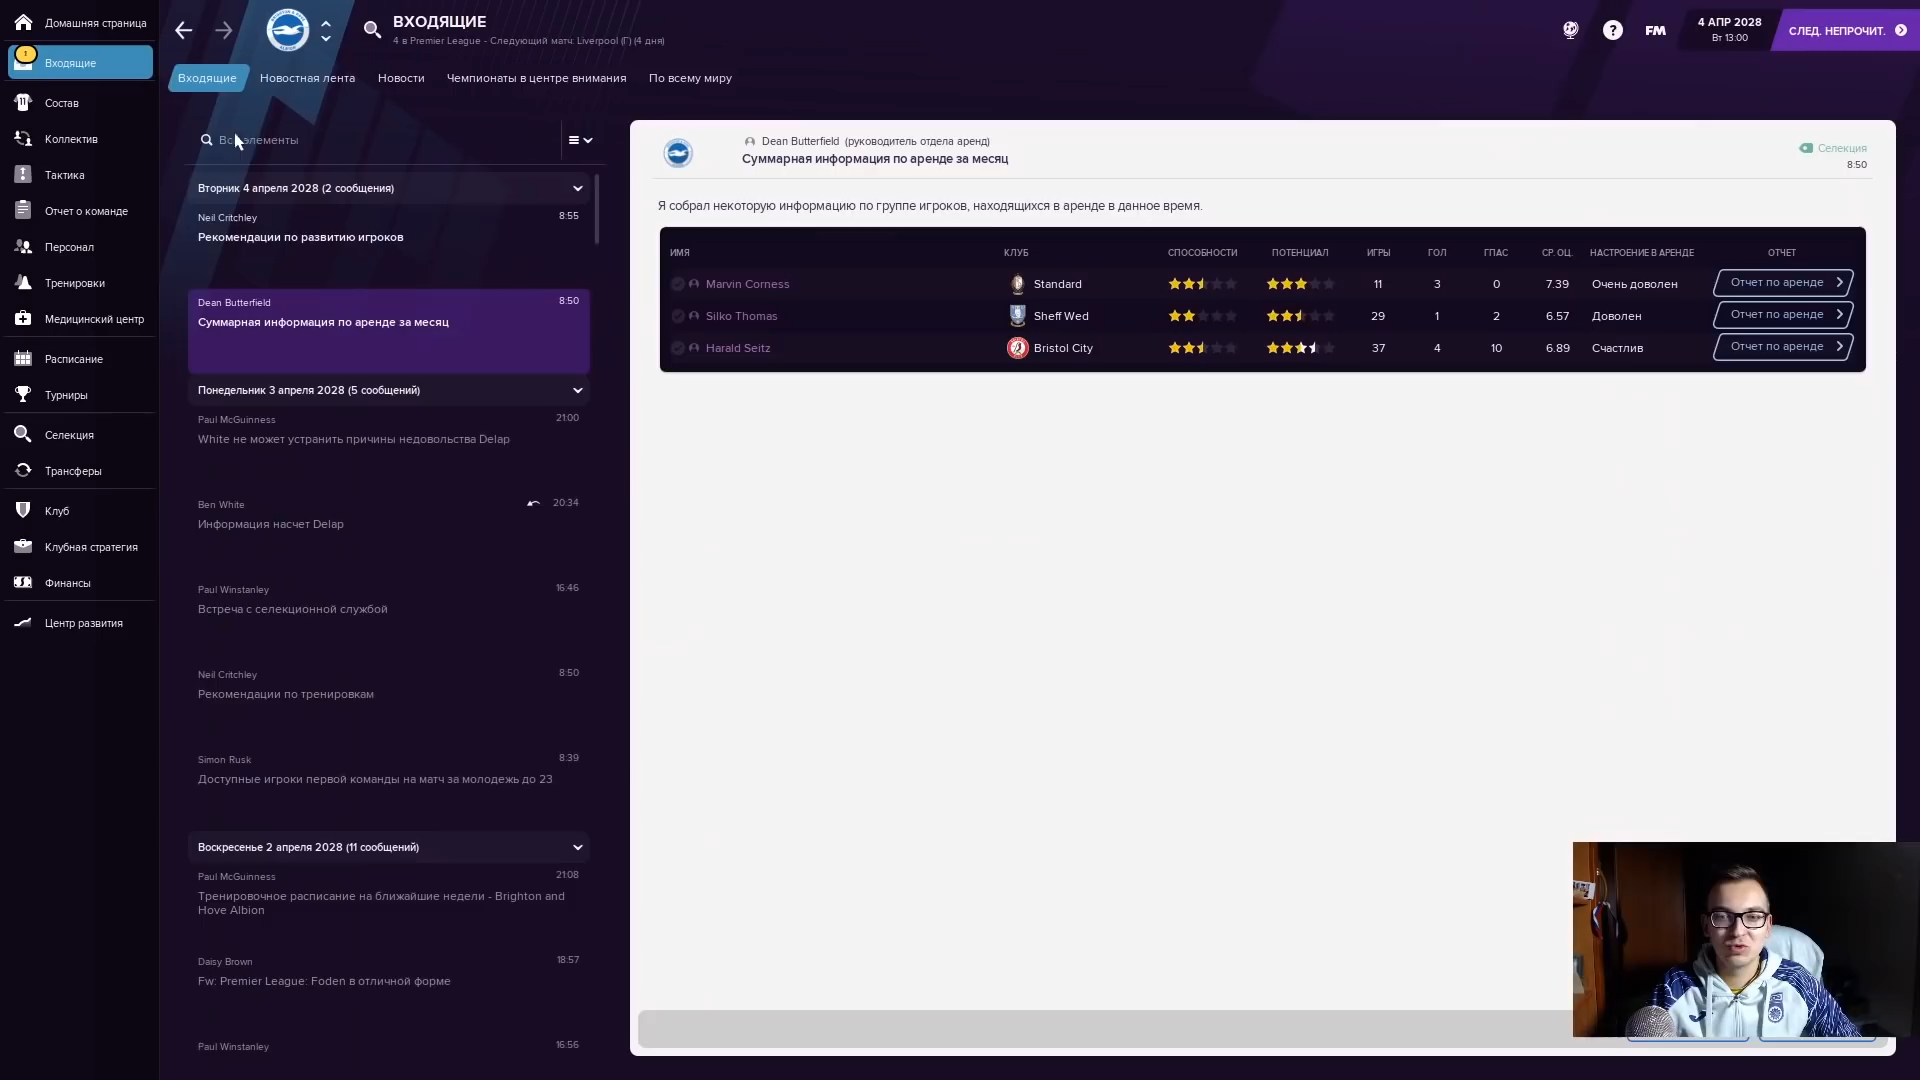 Домашняя страница
1
Входящие
Состав
Коллектив
Тактика
Отчет о команде
Персонал
Тренировки
Медицинский центр
Расписание
Турниры
Селекция
Трансферы
Клуб
Клубная стратегия
Финансы
Центр развития
ВХОДЯЩИЕ
4 в Premier League - Следующий матч: Liverpool (Г) (4 дня)
FM
4 АПР 2028
Вт 13:00
СЛЕД. НЕПРОЧИТ.
Входящие
Новостная лента
Новости
Чемпионаты в центре внимания
По всему миру
Все элементы
Вторник 4 апреля 2028 (2 сообщения)
Neil Critchley 8:55
Рекомендации по развитию игроков
Dean Butterfield 8:50
Суммарная информация по аренде за месяц
Понедельник 3 апреля 2028 (5 сообщений)
Paul McGuinness 21:00
White не может устранить причины недовольства Delap
Ben White 20:34
Информация насчет Delap
Paul Winstanley 16:46
Встреча с селекционной службой
Neil Critchley 8:50
Рекомендации по тренировкам
Simon Rusk 8:39
Доступные игроки первой команды на матч за молодежь до 23
Воскресенье 2 апреля 2028 (11 сообщений)
Paul McGuinness 21:08
Тренировочное расписание на ближайшие недели - Brighton and
Hove Albion
Daisy Brown 18:57
Fw: Premier League: Foden в отличной форме
Paul Winstanley 16:56
Dean Butterfield (руководитель отдела аренд)
Суммарная информация по аренде за месяц
Селекция
8:50
Я собрал некоторую информацию по группе игроков, находящихся в аренде в данное время.
ИМЯ КЛУБ СПОСОБНОСТИ ПОТЕНЦИАЛ ИГРЫ ГОЛ ГПАС СР. ОЦ. НАСТРОЕНИЕ В АРЕНДЕ ОТЧЕТ
Marvin Corness Standard 11 3 0 7.39 Очень доволен Отчет по аренде
Silko Thomas Sheff Wed 29 1 2 6.57 Доволен Отчет по аренде
Harald Seitz Bristol City 37 4 10 6.89 Счастлив Отчет по аренде